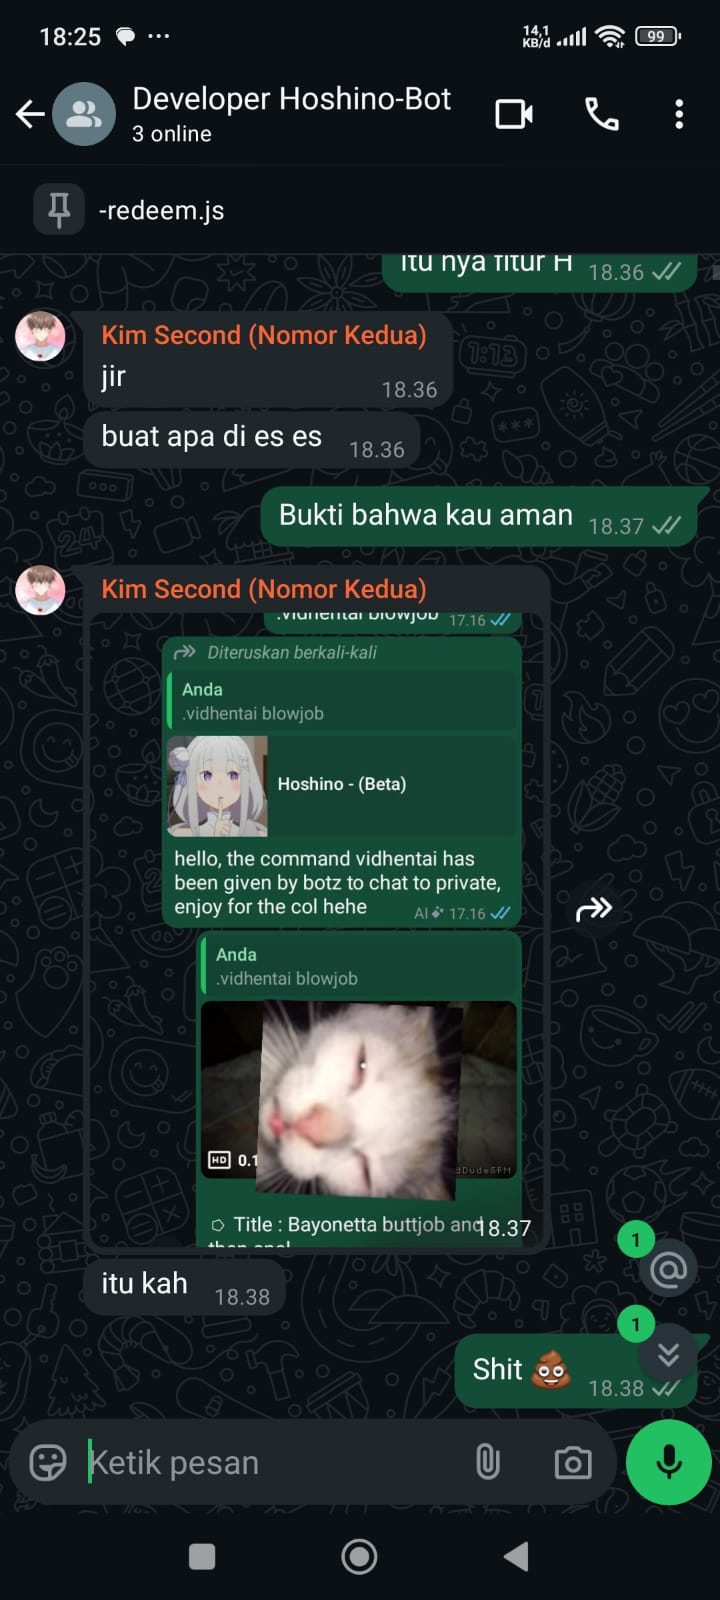 18:25
14,1
KB/d
99
Developer Hoshino-Bot
3 online
-redeem.js
itu nya fitur H 18.36
Kim Second (Nomor Kedua)
jir
18.36
buat apa di es es 18.36
Bukti bahwa kau aman 18.37
Kim Second (Nomor Kedua)
.vidhentai blowjob 17.16
Diteruskan berkali-kali
Anda
.vidhentai blowjob
Hoshino - (Beta)
hello, the command vidhentai has
been given by botz to chat to private,
enjoy for the col hehe AI 17.16
Anda
.vidhentai blowjob
HD 0.1
dDudeSFM
Title : Bayonetta buttjob and
then anal
18.37
itu kah 18.38
1
1
Shit 💩 18.38
Ketik pesan